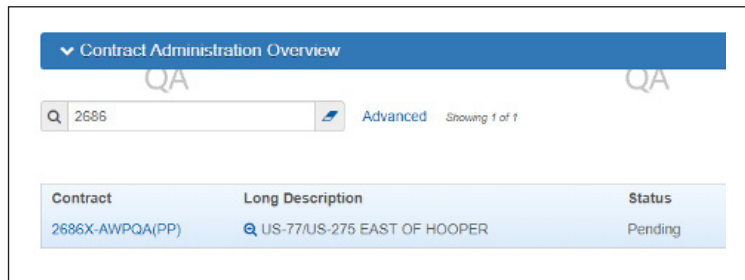 Contract Administration Overview
QA QA
2686 Advanced Showing 1 of 1
Contract Long Description Status
2686X-AWPQA(PP) US-77/US-275 EAST OF HOOPER Pending